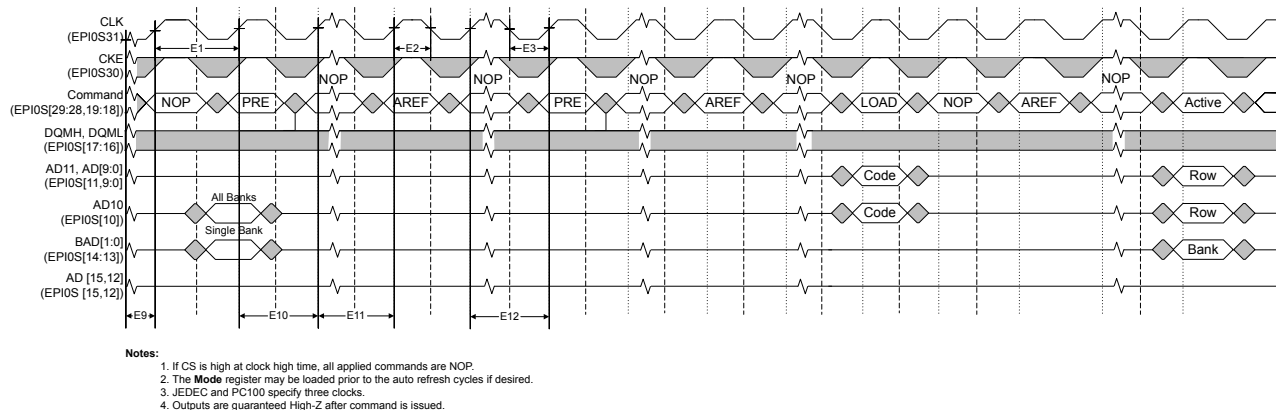 CLK
(EPI0S31)
E1
E2
E3
CKE
(EPI0S30)
NOP
NOP
NOP
NOP
NOP
Command
(EPI0S[29:28,19:18])
NOP
PRE
AREF
PRE
AREF
LOAD
NOP
AREF
Active
DQMH, DQML
(EPI0S[17:16])
AD11, AD[9:0]
(EPI0S[11,9:0]
Code
Row
All Banks
AD10
(EPI0S[10])
Code
Row
Single Bank
BAD[1:0]
(EPI0S[14:13])
Bank
AD [15,12]
(EPI0S [15,12])
E9
E10
E11
E12
Notes:
1. If CS is high at clock high time, all applied commands are NOP.
2. The Mode register may be loaded prior to the auto refresh cycles if desired.
3. JEDEC and PC100 specify three clocks.
4. Outputs are guaranteed High-Z after command is issued.